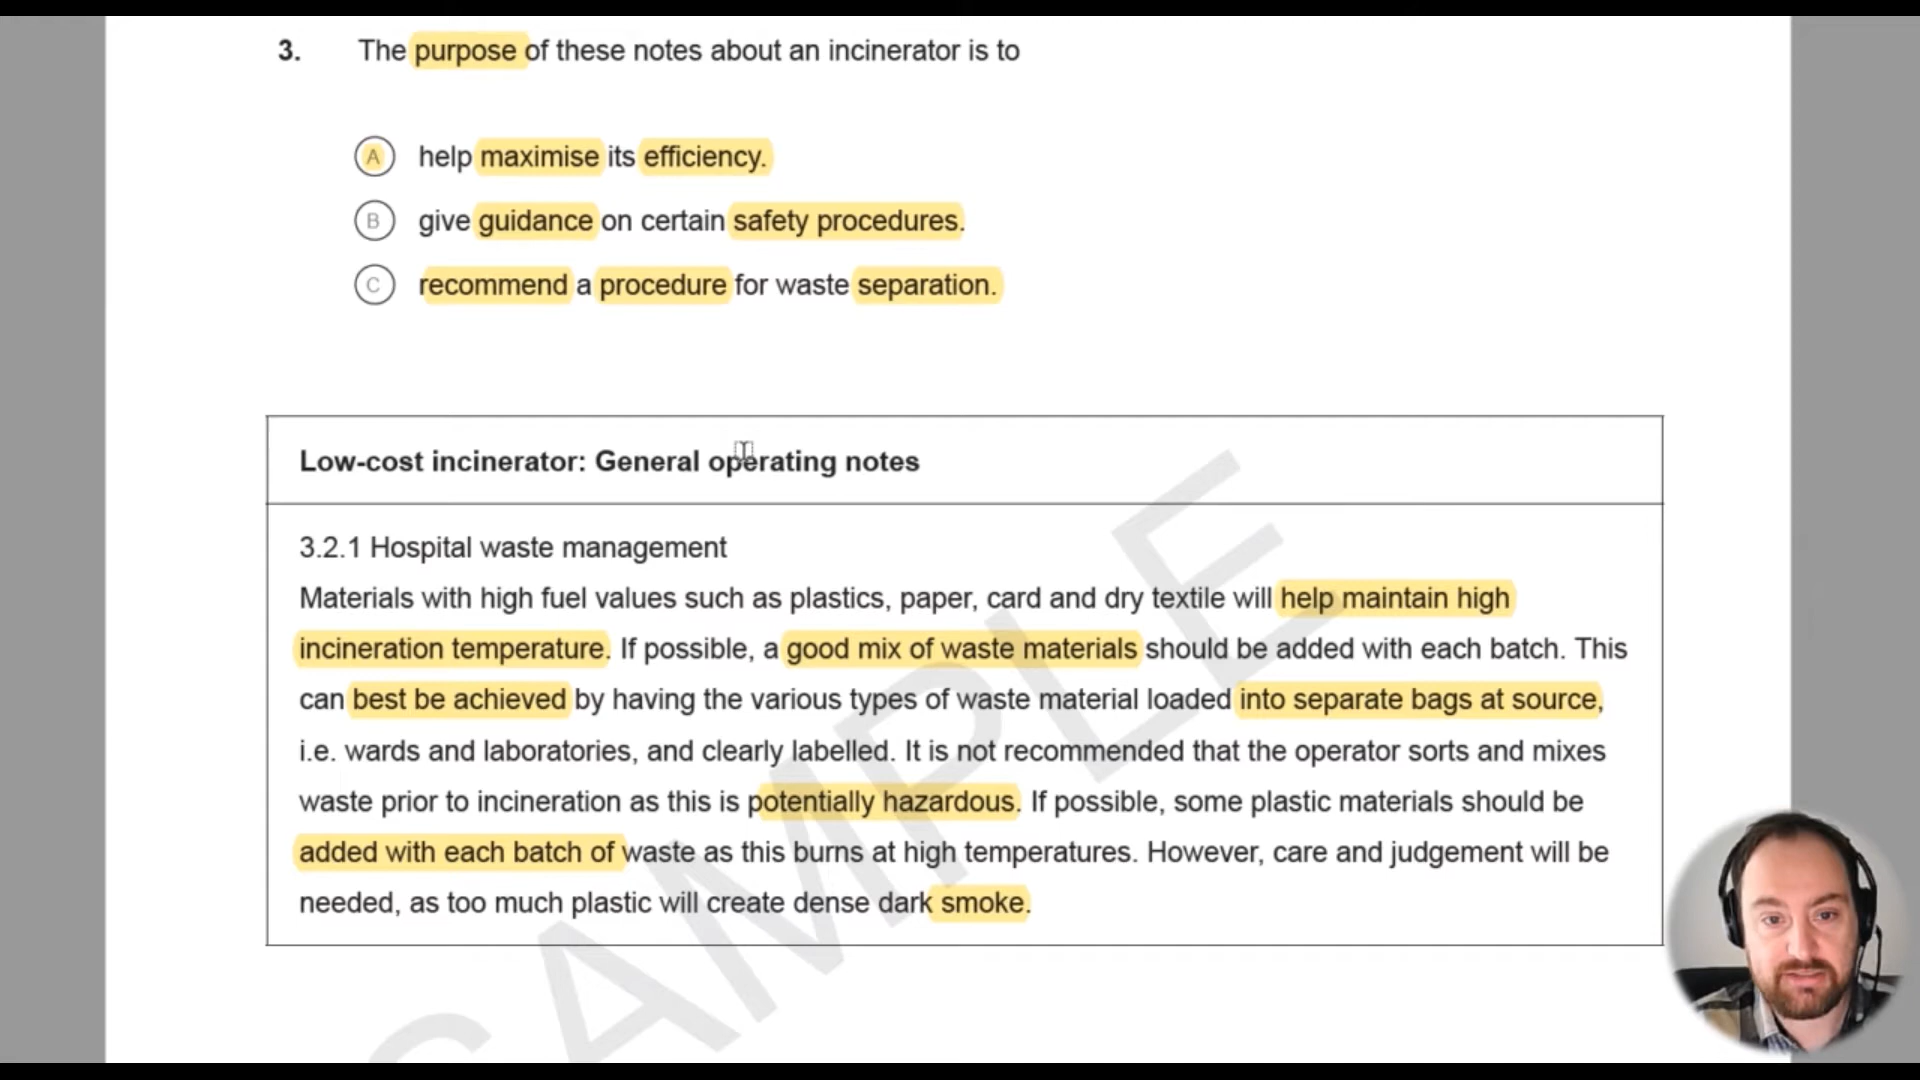 3. The purpose of these notes about an incinerator is to
A help maximise its efficiency.
B give guidance on certain safety procedures.
C recommend a procedure for waste separation.
Low-cost incinerator: General operating notes
3.2.1 Hospital waste management
Materials with high fuel values such as plastics, paper, card and dry textile will help maintain high
incineration temperature. If possible, a good mix of waste materials should be added with each batch. This
can best be achieved by having the various types of waste material loaded into separate bags at source,
i.e. wards and laboratories, and clearly labelled. It is not recommended that the operator sorts and mixes
waste prior to incineration as this is potentially hazardous. If possible, some plastic materials should be
added with each batch of waste as this burns at high temperatures. However, care and judgement will be
needed, as too much plastic will create dense dark smoke.
SAMPLE